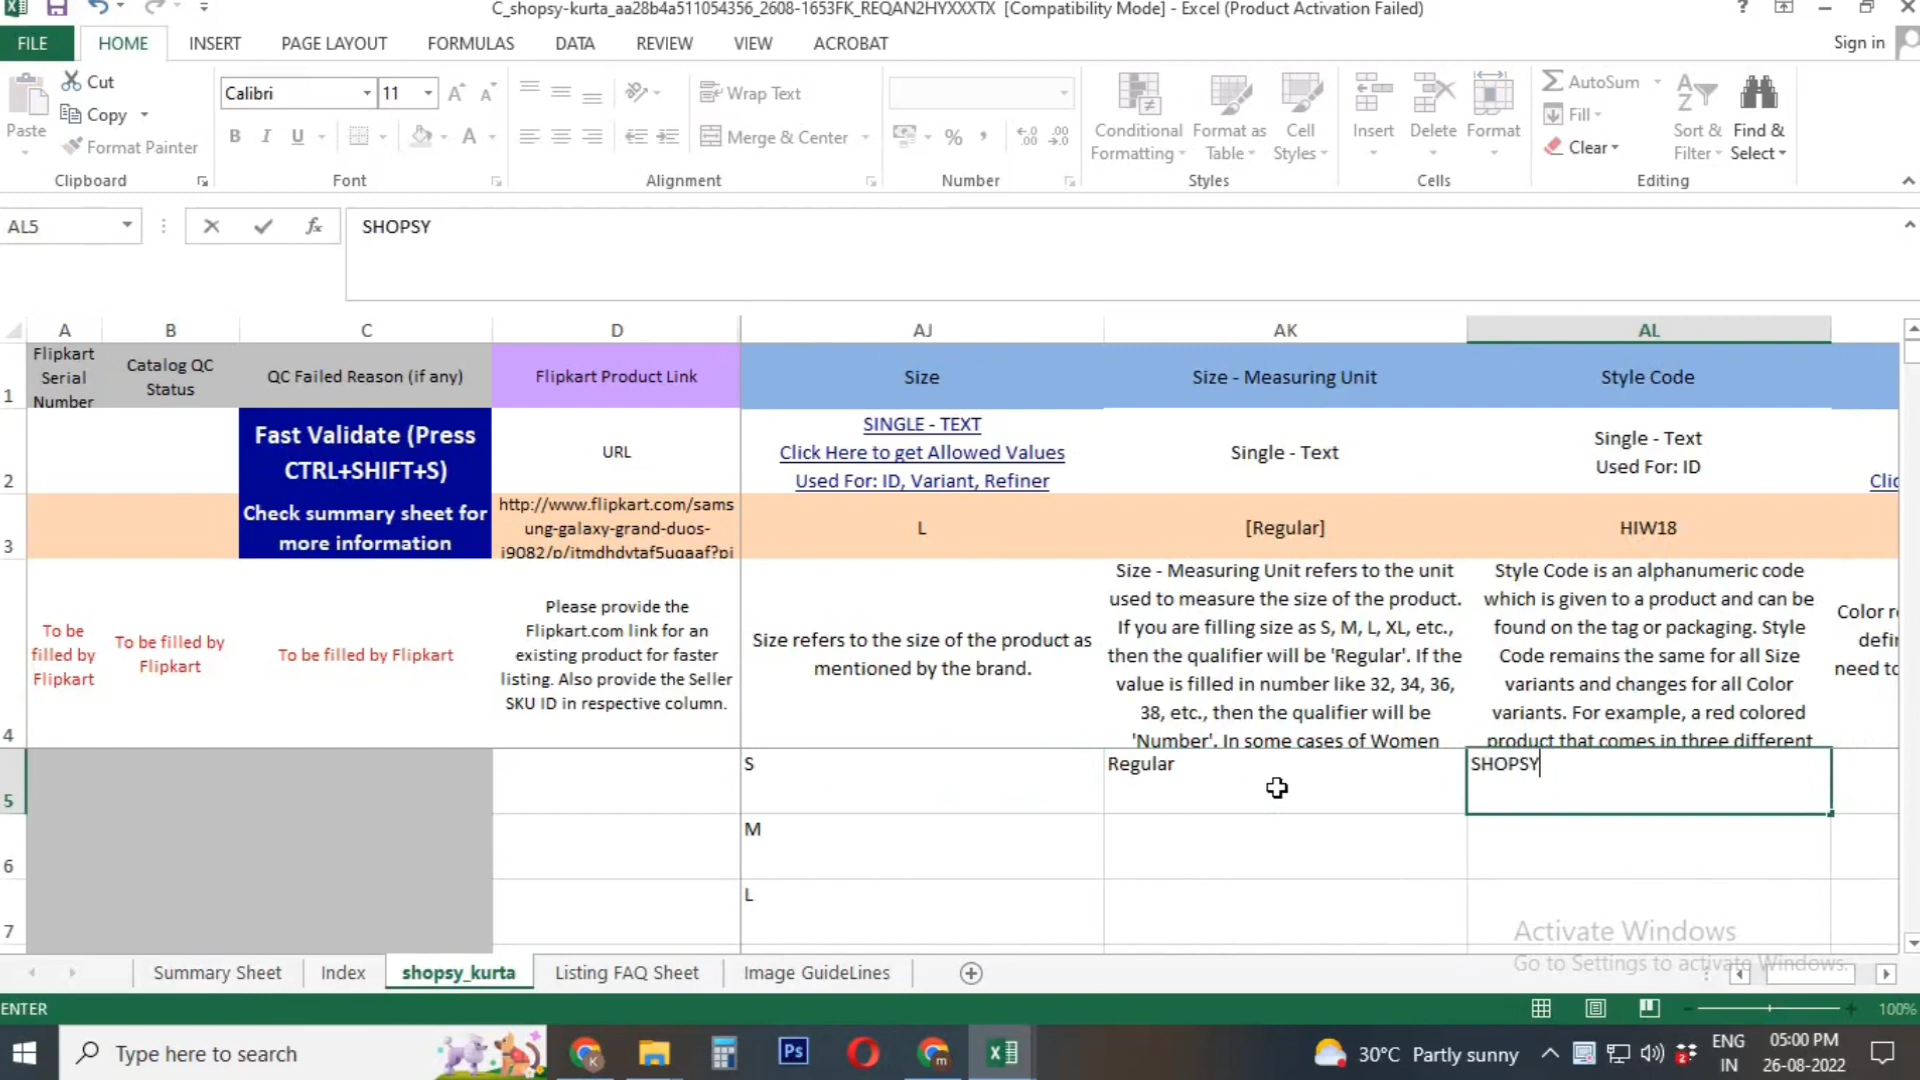 C_shopsy-kurta_aa28b4a511054356_2608-1653FK_REQAN2HYXXXTX [Compatibility Mode] - Excel (Product Activation Failed)
FILE HOME INSERT PAGE LAYOUT FORMULAS DATA REVIEW VIEW ACROBAT Sign in
Paste Cut
Copy
Format Painter
Clipboard
Calibri 11
B I U
Font
Wrap Text
Merge & Center
Alignment
Number
Conditional Formatting
Format as Table
Cell Styles
Styles
Insert Delete Format
Cells
AutoSum
Fill
Clear
Sort & Filter
Find & Select
Editing
AL5 fx SHOPSY
A B C D AJ AK AL
1
Flipkart
Serial
Number
Catalog QC
Status
QC Failed Reason (if any)
Flipkart Product Link
Size
Size - Measuring Unit
Style Code
2
Fast Validate (Press
CTRL+SHIFT+S)
URL
SINGLE - TEXT
Click Here to get Allowed Values
Used For: ID, Variant, Refiner
Single - Text
Single - Text
Used For: ID
3
Check summary sheet for
more information
http://www.flipkart.com/sams
ung-galaxy-grand-duos-
i9082/p/itmdhdvtaf5ugaaf?pi
L
[Regular]
HIW18
4
To be
filled by
Flipkart
To be filled by
Flipkart
To be filled by Flipkart
Please provide the
Flipkart.com link for an
existing product for faster
listing. Also provide the Seller
SKU ID in respective column.
Size refers to the size of the product as
mentioned by the brand.
Size - Measuring Unit refers to the unit
used to measure the size of the product.
If you are filling size as S, M, L, XL, etc.,
then the qualifier will be 'Regular'. If the
value is filled in number like 32, 34, 36,
38, etc., then the qualifier will be
'Number'. In some cases of Women
Style Code is an alphanumeric code
which is given to a product and can be
found on the tag or packaging. Style
Code remains the same for all Size
variants and changes for all Color
variants. For example, a red colored
product that comes in three different
need to
5 S Regular SHOPSY
6 M
7 L
Activate Windows
Go to Settings to activate Windows.
Summary Sheet Index shopsy_kurta Listing FAQ Sheet Image GuideLines
ENTER 100%
Type here to search
Ps
30°C Partly sunny
ENG
IN
05:00 PM
26-08-2022